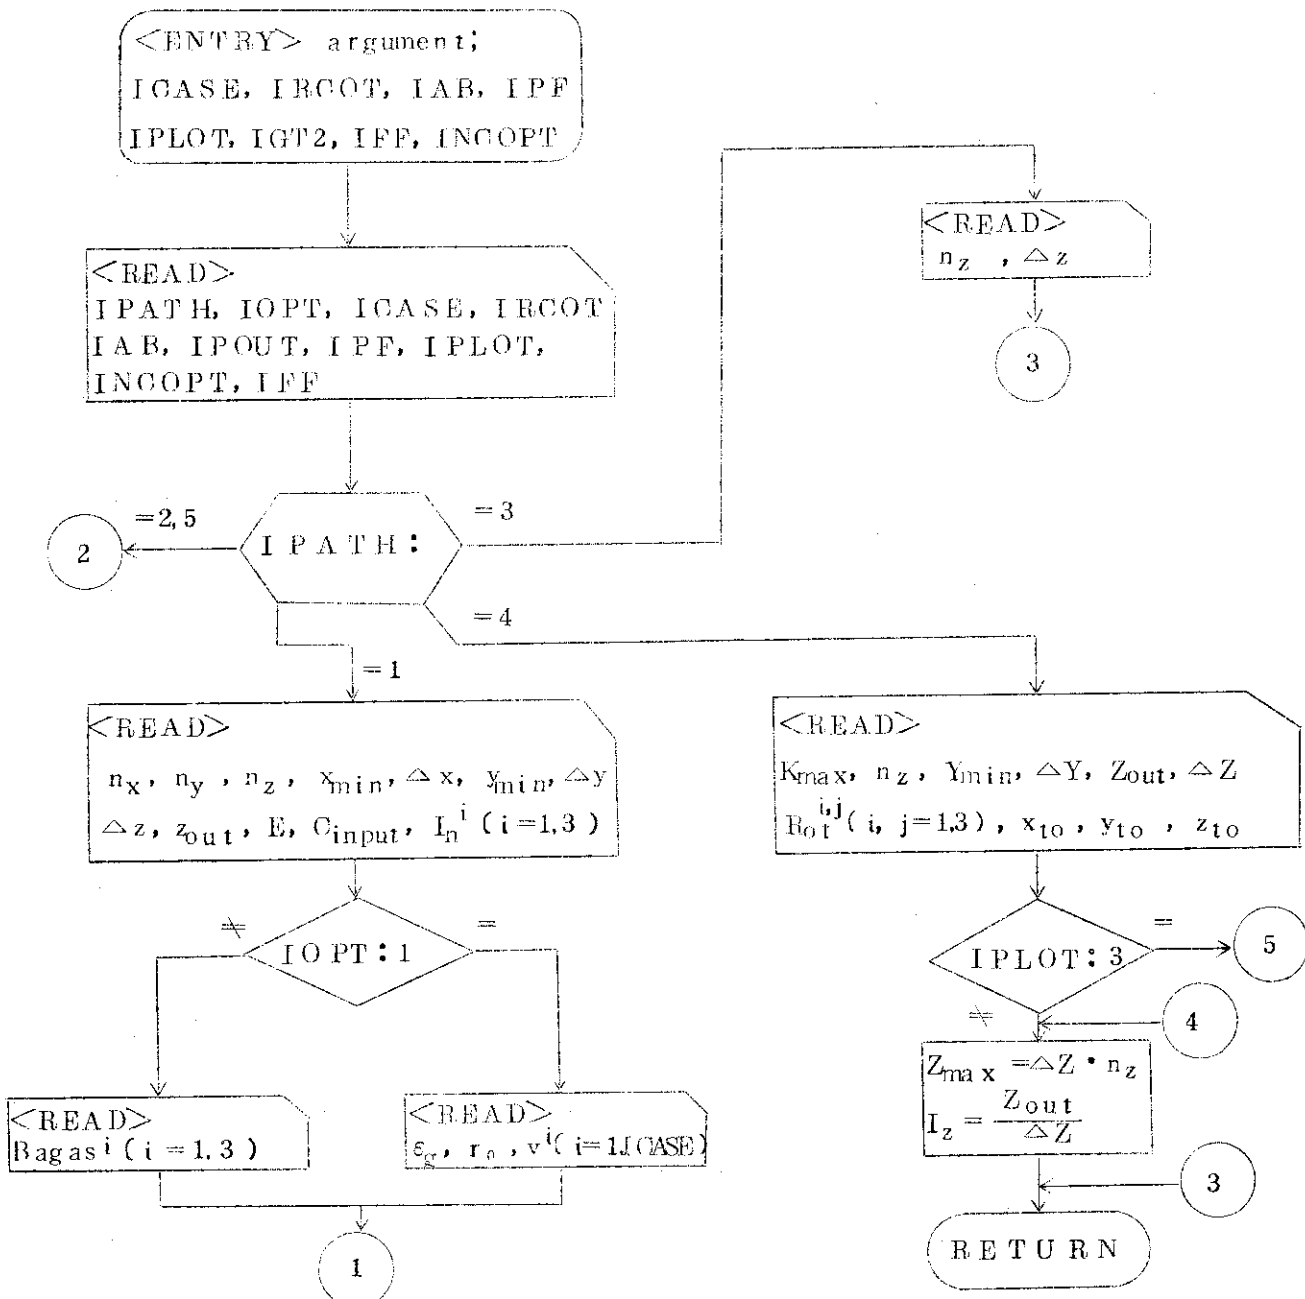 <ENTRY> argument;
ICASE, IRCOT, IAB, IPF
IPLOT, IGT2, IFF, INCOPT
<READ>
IPATH, IOPT, ICASE, IRCOT
IAB, IPOUT, IPF, IPLOT,
INCOPT, IFF
<READ>
n_z , △z
3
IPATH:
=2,5
2
=3
=4
=1
<READ>
n_x, n_y, n_z, x_min, △x, y_min, △y
△z, z_out, E, C_input, I_n^i (i=1,3)
<READ>
K_max, n_z, Y_min, △Y, Z_out, △Z
R_ot^i,j (i, j=1,3), x_to, y_to, z_to
≠
IOPT:1
=
IPLOT:3
=
5
≠
4
<READ>
Bagas^i (i=1,3)
<READ>
ε_g, r_o, v^i (i=1,ICASE)
Z_max = △Z • n_z
I_z = Z_out / △Z
3
RETURN
1